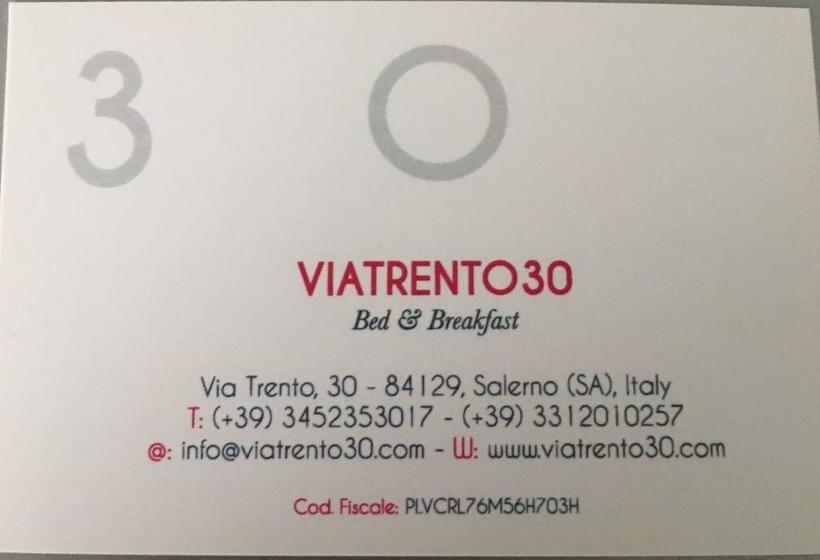 3 O
VIATRENTO30
Bed & Breakfast
Via Trento, 30 - 84129, Salerno (SA), Italy
T: (+39) 3452353017 - (+39) 3312010257
@: info@viatrento30.com - W: www.viatrento30.com
Cod. Fiscale: PLVCRL76M56H703H